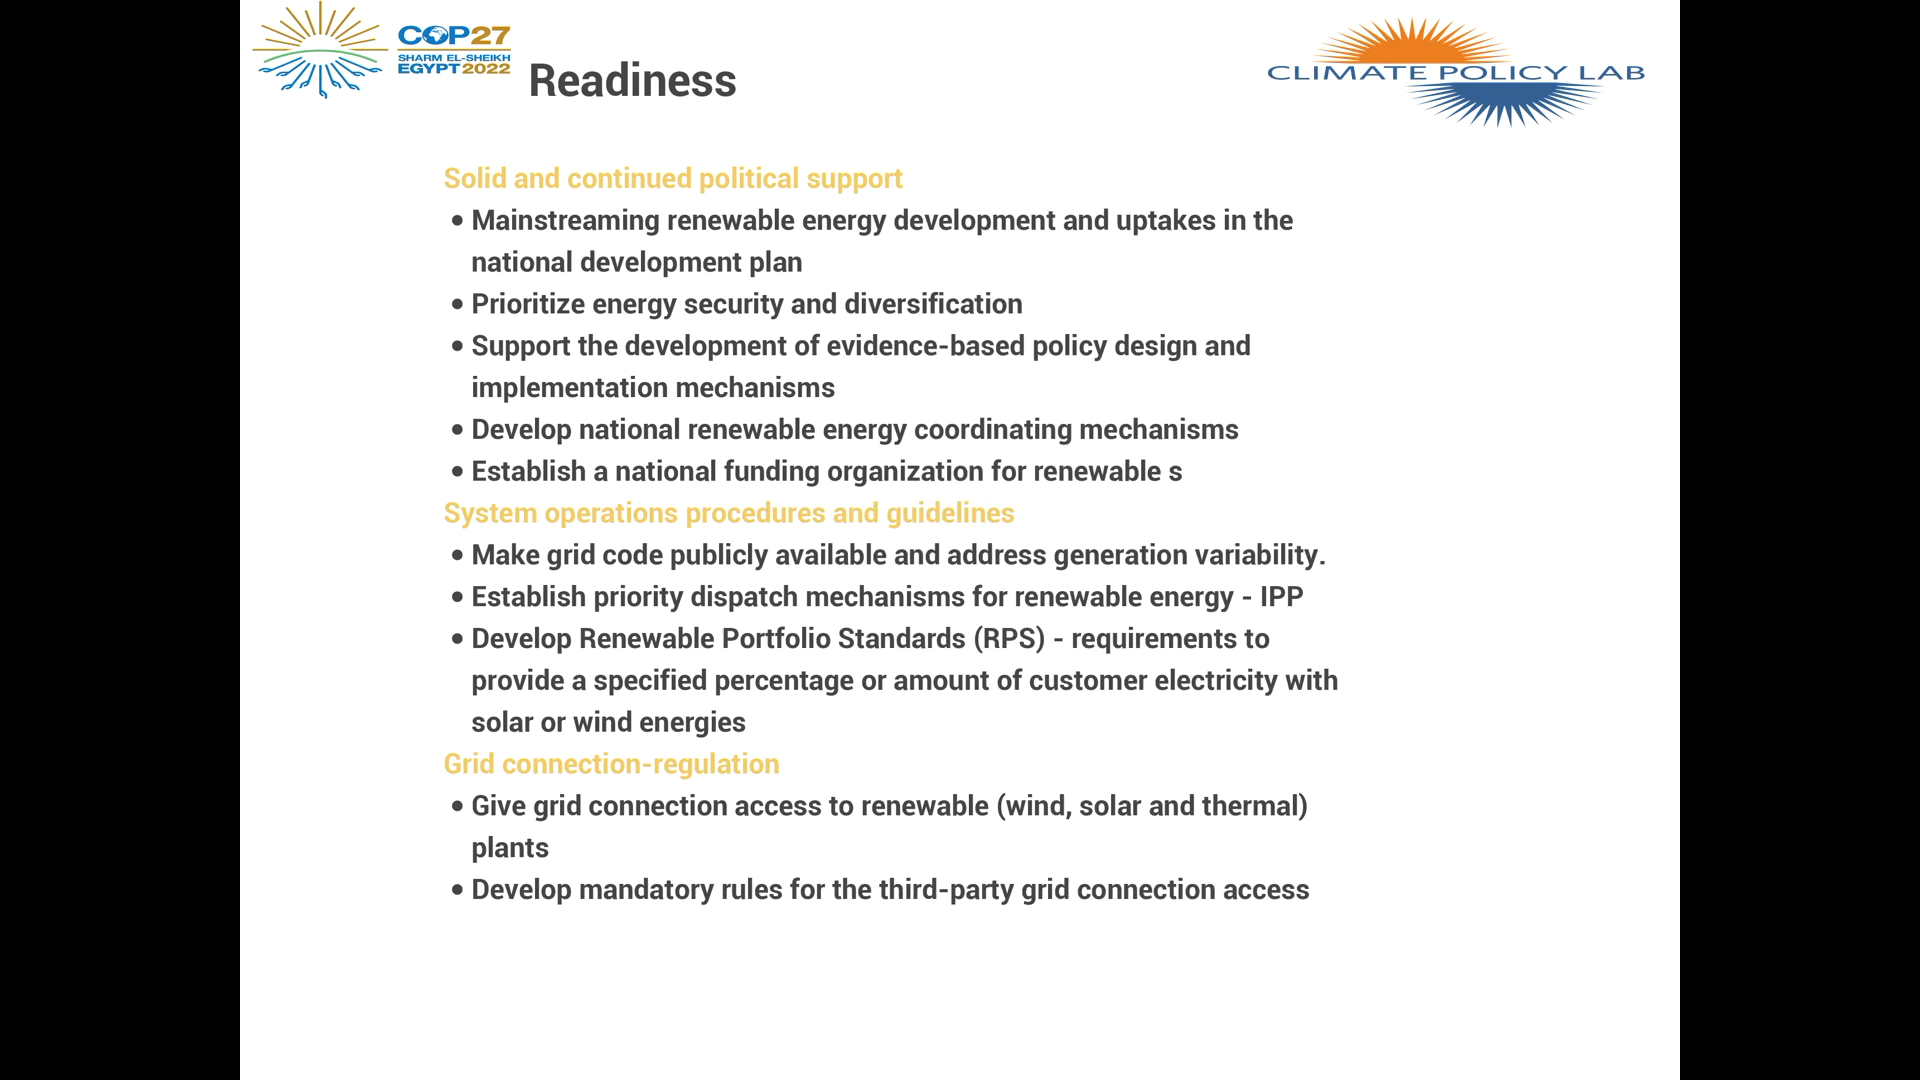 COP27
SHARM EL-SHEIKH
EGYPT2022
Readiness
CLIMATE POLICY LAB
Solid and continued political support
• Mainstreaming renewable energy development and uptakes in the
national development plan
• Prioritize energy security and diversification
• Support the development of evidence-based policy design and
implementation mechanisms
• Develop national renewable energy coordinating mechanisms
• Establish a national funding organization for renewable s
System operations procedures and guidelines
• Make grid code publicly available and address generation variability.
• Establish priority dispatch mechanisms for renewable energy - IPP
• Develop Renewable Portfolio Standards (RPS) - requirements to
provide a specified percentage or amount of customer electricity with
solar or wind energies
Grid connection-regulation
• Give grid connection access to renewable (wind, solar and thermal)
plants
• Develop mandatory rules for the third-party grid connection access